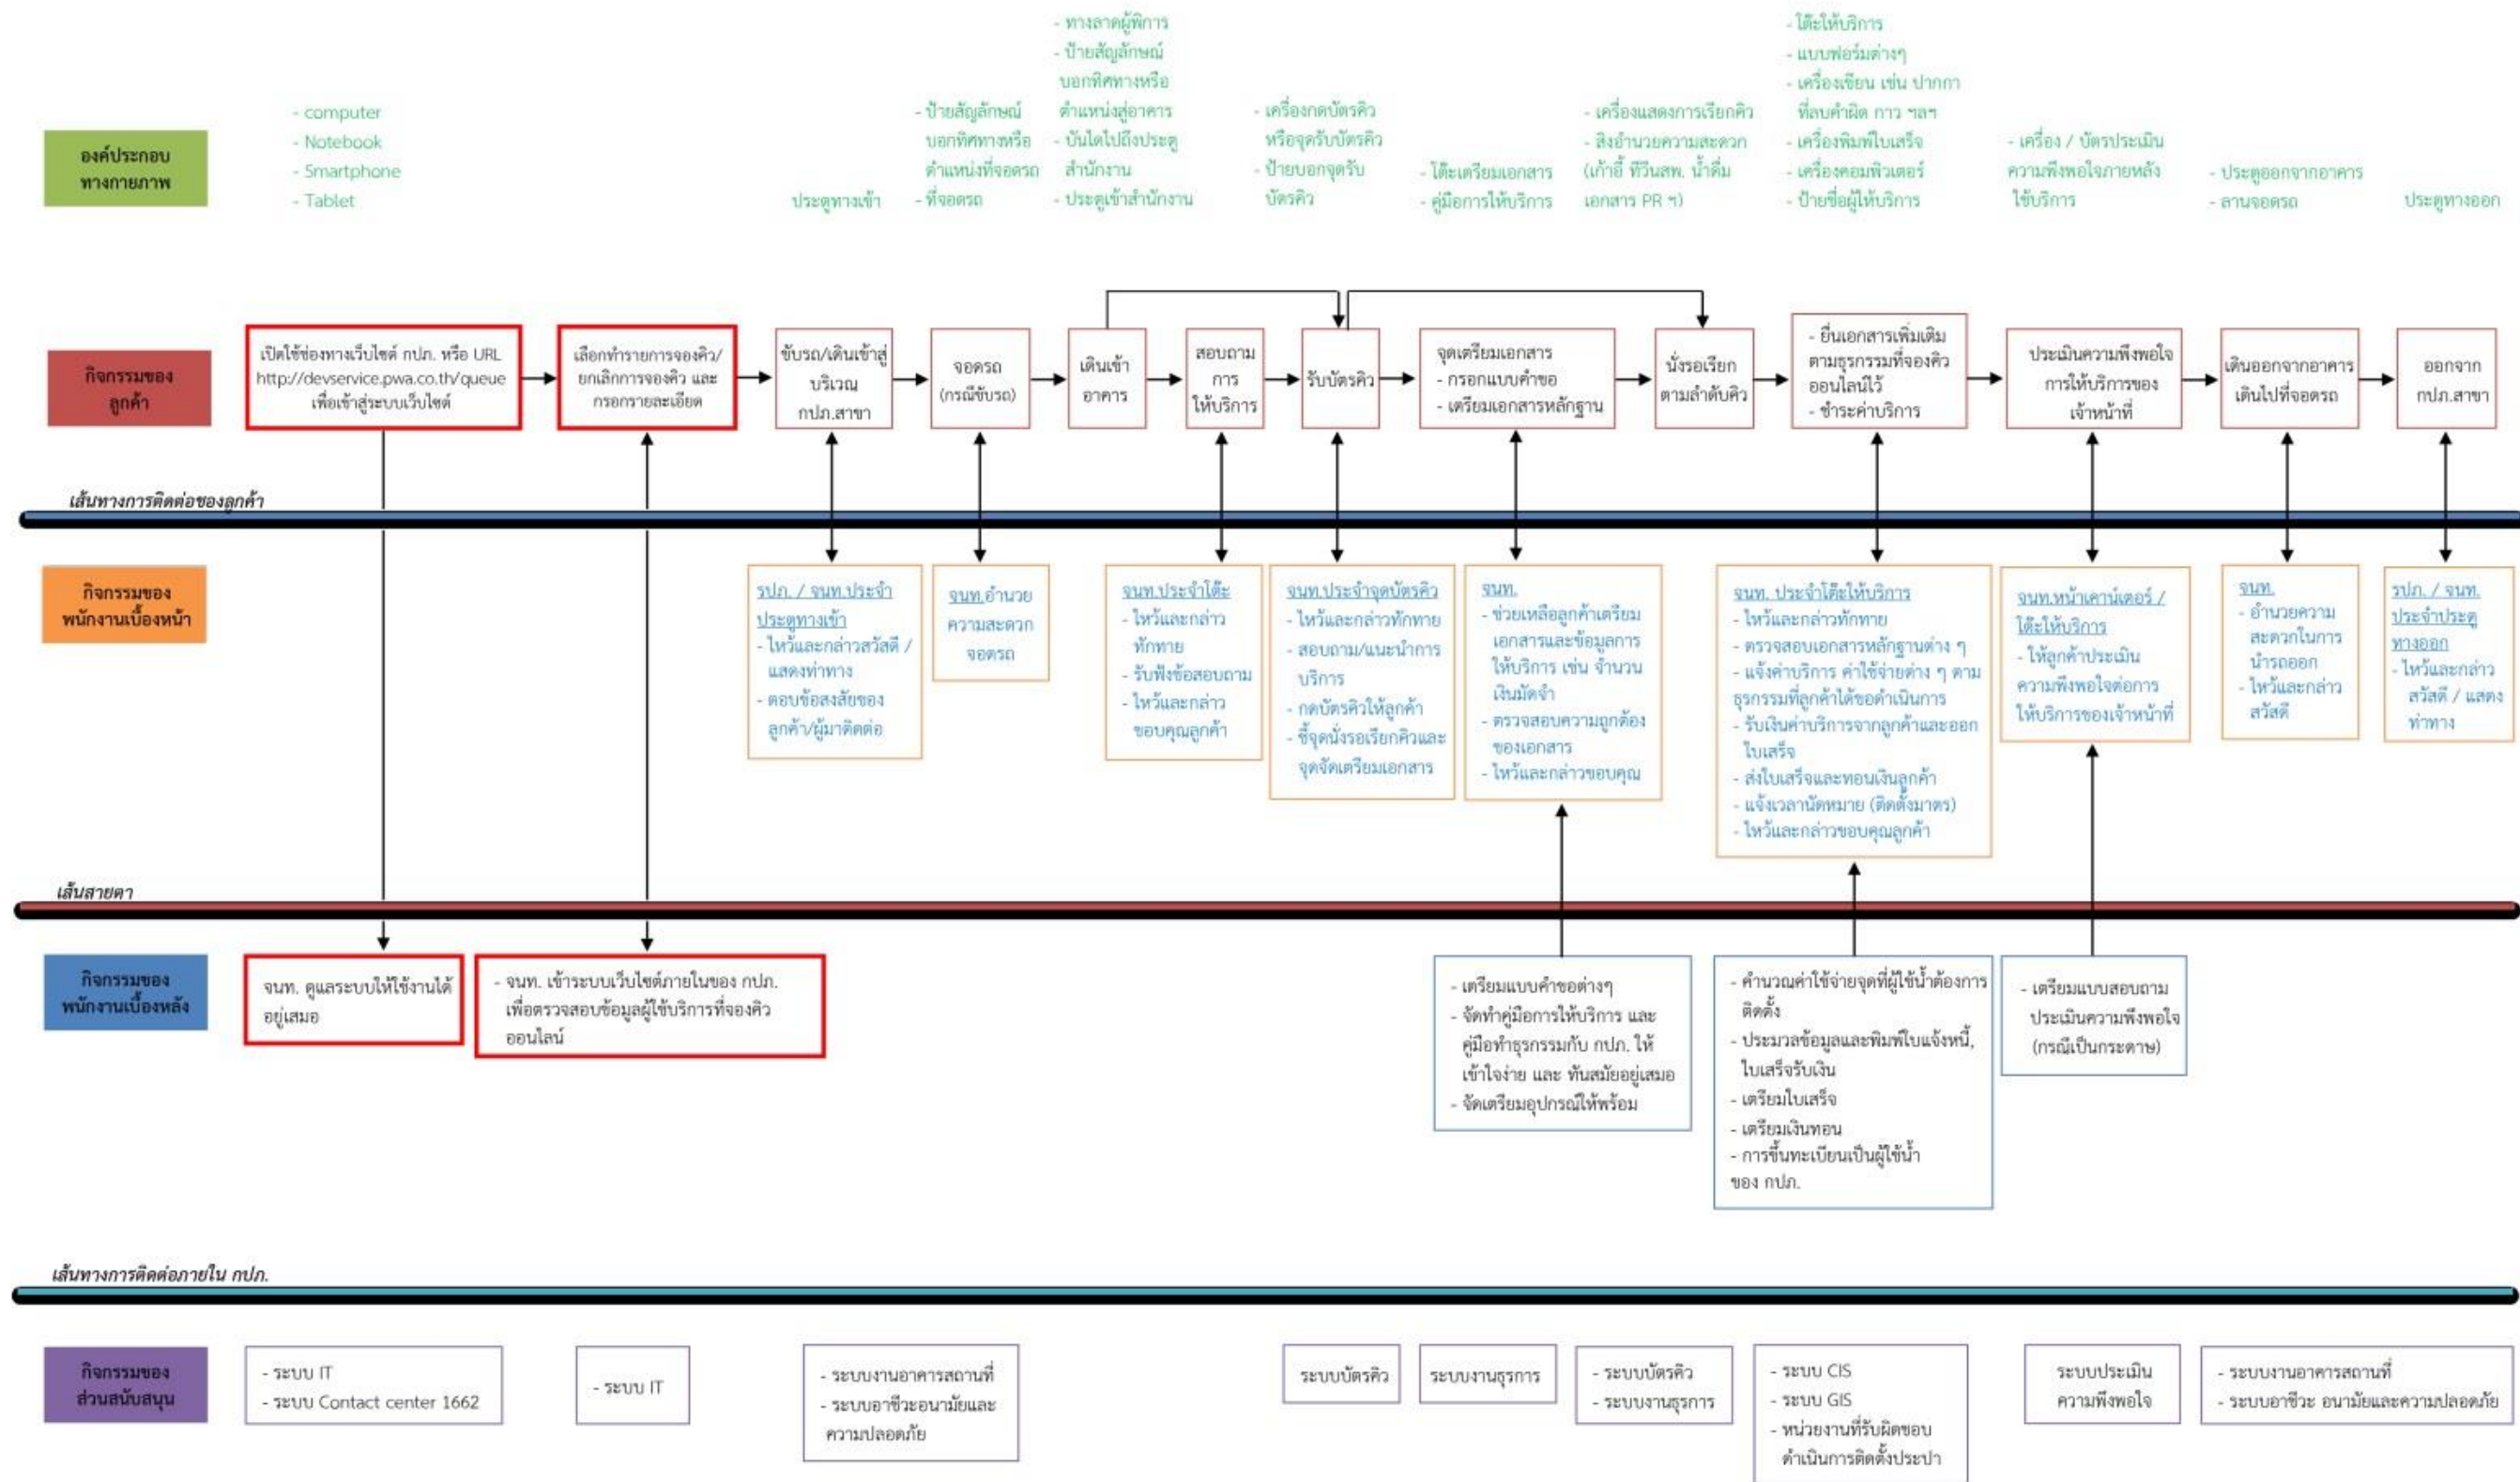 องค์ประกอบ
ทางกายภาพ
- computer
- Notebook
- Smartphone
- Tablet
ประตูทางเข้า
- ป้ายสัญลักษณ์
บอกทิศทางหรือ
ตำแหน่งที่จอดรถ
- ที่จอดรถ
- ทางลาดผู้พิการ
- ป้ายสัญลักษณ์
บอกทิศทางหรือ
ตำแหน่งสู่อาคาร
- บันไดไปถึงประตู
สำนักงาน
- ประตูเข้าสำนักงาน
- เครื่องกดบัตรคิว
หรือจุดรับบัตรคิว
- ป้ายบอกจุดรับ
บัตรคิว
- โต๊ะเตรียมเอกสาร
- คู่มือการให้บริการ
- เครื่องแสดงการเรียกคิว
- สิ่งอำนวยความสะดวก
(เก้าอี้ ทีวีนสพ. น้ำดื่ม
เอกสาร PR ฯ)
- โต๊ะให้บริการ
- แบบฟอร์มต่างๆ
- เครื่องเขียน เช่น ปากกา
ที่ลบคำผิด กาว ฯลฯ
- เครื่องพิมพ์ใบเสร็จ
- เครื่องคอมพิวเตอร์
- ป้ายชื่อผู้ให้บริการ
- เครื่อง / บัตรประเมิน
ความพึงพอใจภายหลัง
ใช้บริการ
- ประตูออกจากอาคาร
- ลานจอดรถ
ประตูทางออก
กิจกรรมของ
ลูกค้า
เปิดใช้ช่องทางเว็บไซต์ กปภ. หรือ URL
http://devservice.pwa.co.th/queue
เพื่อเข้าสู่ระบบเว็บไซต์
เลือกทำรายการจองคิว/
ยกเลิกการจองคิว และ
กรอกรายละเอียด
ขับรถ/เดินเข้าสู่
บริเวณ
กปภ.สาขา
จอดรถ
(กรณีขับรถ)
เดินเข้า
อาคาร
สอบถาม
การ
ให้บริการ
รับบัตรคิว
จุดเตรียมเอกสาร
- กรอกแบบคำขอ
- เตรียมเอกสารหลักฐาน
นั่งรอเรียก
ตามลำดับคิว
- ยื่นเอกสารเพิ่มเติม
ตามธุรกรรมที่จองคิว
ออนไลน์ไว้
- ชำระค่าบริการ
ประเมินความพึงพอใจ
การให้บริการของ
เจ้าหน้าที่
เดินออกจากอาคาร
เดินไปที่จอดรถ
ออกจาก
กปภ.สาขา
เส้นทางการติดต่อของลูกค้า
กิจกรรมของ
พนักงานเบื้องหน้า
รปภ. / จนท.ประจำ
ประตูทางเข้า
- ไหว้และกล่าวสวัสดี /
แสดงท่าทาง
- ตอบข้อสงสัยของ
ลูกค้า/ผู้มาติดต่อ
จนท.อำนวย
ความสะดวก
จอดรถ
จนท.ประจำโต๊ะ
- ไหว้และกล่าว
ทักทาย
- รับฟังข้อสอบถาม
- ไหว้และกล่าว
ขอบคุณลูกค้า
จนท.ประจำจุดบัตรคิว
- ไหว้และกล่าวทักทาย
- สอบถาม/แนะนำการ
บริการ
- กดบัตรคิวให้ลูกค้า
- ชี้จุดนั่งรอเรียกคิวและ
จุดจัดเตรียมเอกสาร
จนท.
- ช่วยเหลือลูกค้าเตรียม
เอกสารและข้อมูลการ
ให้บริการ เช่น จำนวน
เงินมัดจำ
- ตรวจสอบความถูกต้อง
ของเอกสาร
- ไหว้และกล่าวขอบคุณ
จนท. ประจำโต๊ะให้บริการ
- ไหว้และกล่าวทักทาย
- ตรวจสอบเอกสารหลักฐานต่าง ๆ
- แจ้งค่าบริการ ค่าใช้จ่ายต่าง ๆ ตาม
ธุรกรรมที่ลูกค้าได้ขอดำเนินการ
- รับเงินค่าบริการจากลูกค้าและออก
ใบเสร็จ
- ส่งใบเสร็จและทอนเงินลูกค้า
- แจ้งเวลานัดหมาย (ติดตั้งมาตร)
- ไหว้และกล่าวขอบคุณลูกค้า
จนท.หน้าเคาน์เตอร์ /
โต๊ะให้บริการ
- ให้ลูกค้าประเมิน
ความพึงพอใจต่อการ
ให้บริการของเจ้าหน้าที่
จนท.
- อำนวยความ
สะดวกในการ
นำรถออก
- ไหว้และกล่าว
สวัสดี
รปภ. / จนท.
ประจำประตู
ทางออก
- ไหว้และกล่าว
สวัสดี / แสดง
ท่าทาง
เส้นสายตา
กิจกรรมของ
พนักงานเบื้องหลัง
จนท. ดูแลระบบให้ใช้งานได้
อยู่เสมอ
- จนท. เข้าระบบเว็บไซต์ภายในของ กปภ.
เพื่อตรวจสอบข้อมูลผู้ใช้บริการที่จองคิว
ออนไลน์
- เตรียมแบบคำขอต่างๆ
- จัดทำคู่มือการให้บริการ และ
คู่มือทำธุรกรรมกับ กปภ. ให้
เข้าใจง่าย และ ทันสมัยอยู่เสมอ
- จัดเตรียมอุปกรณ์ให้พร้อม
- คำนวณค่าใช้จ่ายจุดที่ผู้ใช้น้ำต้องการ
ติดตั้ง
- ประมวลข้อมูลและพิมพ์ใบแจ้งหนี้,
ใบเสร็จรับเงิน
- เตรียมใบเสร็จ
- เตรียมเงินทอน
- การขึ้นทะเบียนเป็นผู้ใช้น้ำ
ของ กปภ.
- เตรียมแบบสอบถาม
ประเมินความพึงพอใจ
(กรณีเป็นกระดาษ)
เส้นทางการติดต่อภายใน กปภ.
กิจกรรมของ
ส่วนสนับสนุน
- ระบบ IT
- ระบบ Contact center 1662
- ระบบ IT
- ระบบงานอาคารสถานที่
- ระบบอาชีวะอนามัยและ
ความปลอดภัย
ระบบบัตรคิว
ระบบงานธุรการ
- ระบบบัตรคิว
- ระบบงานธุรการ
- ระบบ CIS
- ระบบ GIS
- หน่วยงานที่รับผิดชอบ
ดำเนินการติดตั้งประปา
ระบบประเมิน
ความพึงพอใจ
- ระบบงานอาคารสถานที่
- ระบบอาชีวะ อนามัยและความปลอดภัย